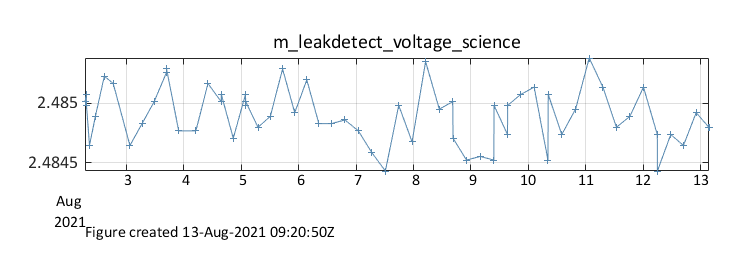 m_leakdetect_voltage_science
2.485
2.4845
3 4 5 6 7 8 9 10 11 12 13
Aug
2021
Figure created 13-Aug-2021 09:20:50Z